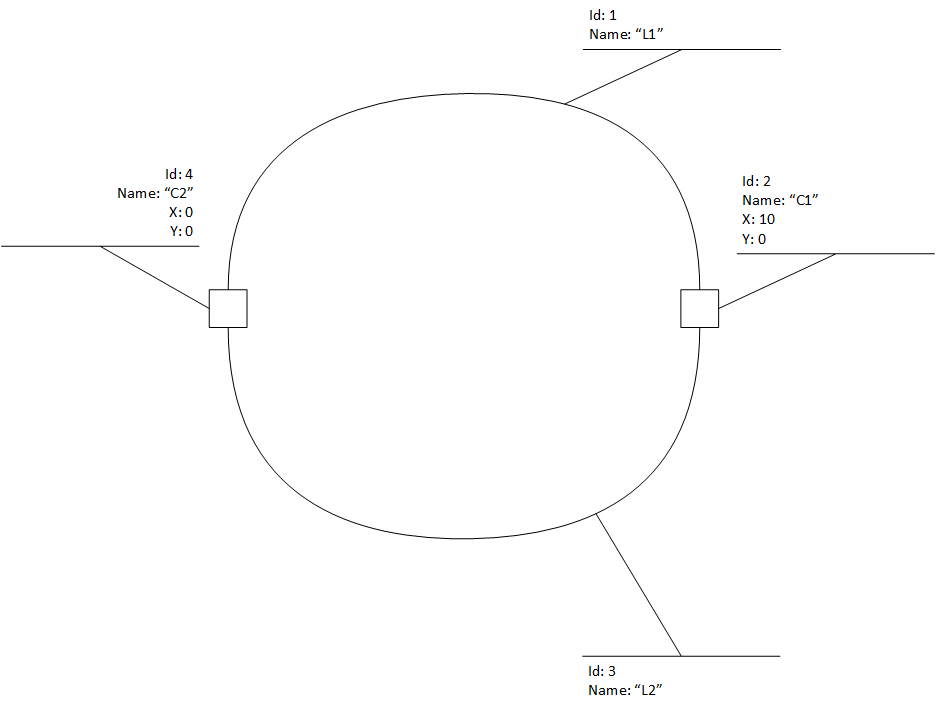 Id: 1
Name: “L1”
Id: 4
Name: “C2”
X: 0
Y: 0
Id: 2
Name: “C1”
X: 10
Y: 0
Id: 3
Name: “L2”